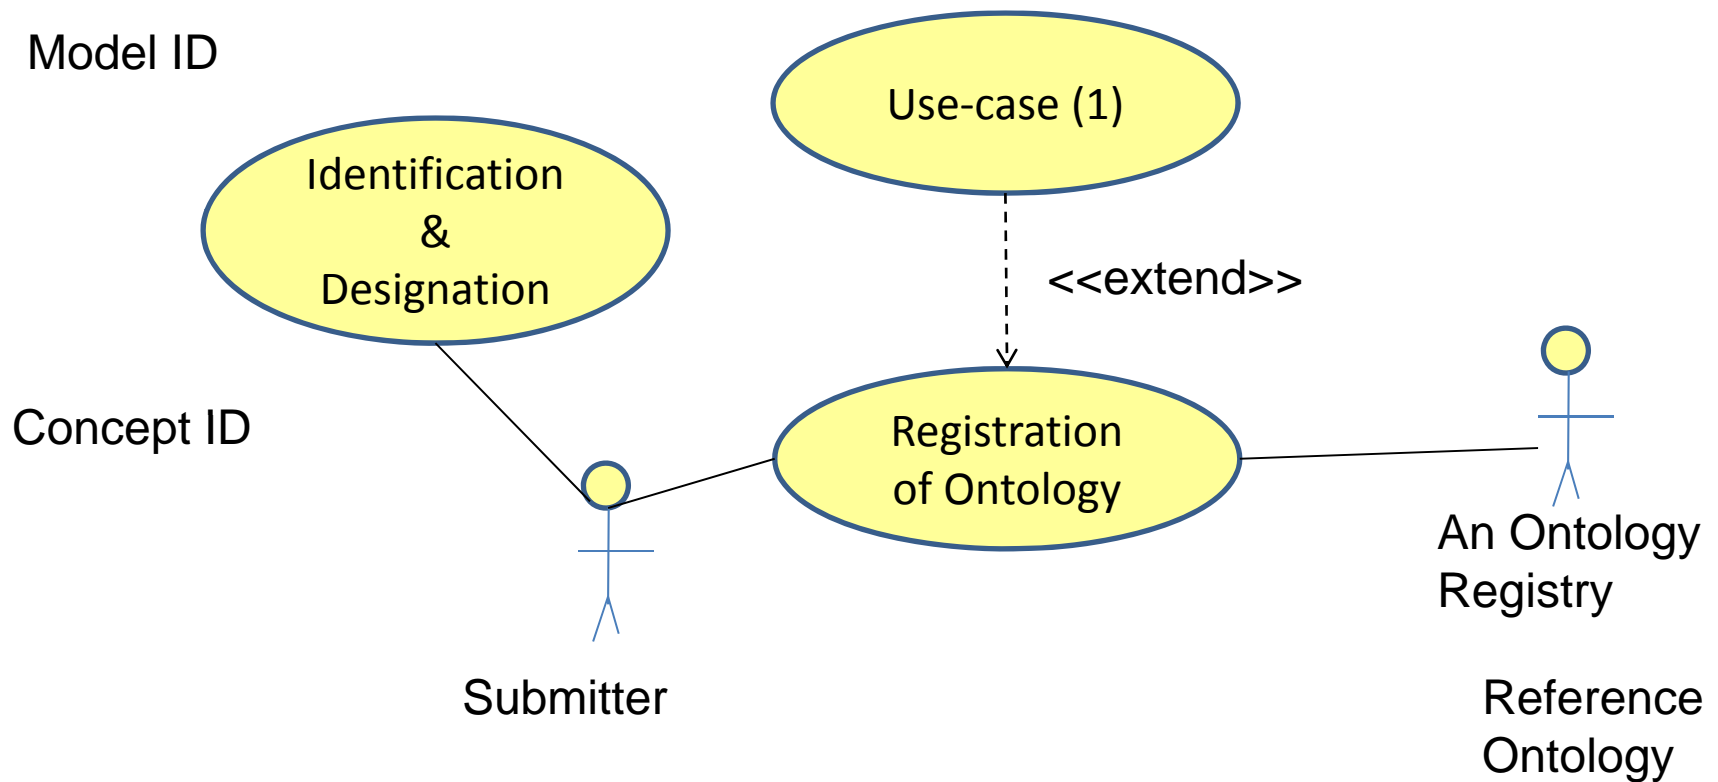 Model ID
Use-case (1)
Identification
&
Designation
<<extend>>
Concept ID
Registration
of Ontology
An Ontology
Registry
Submitter
Reference
Ontology